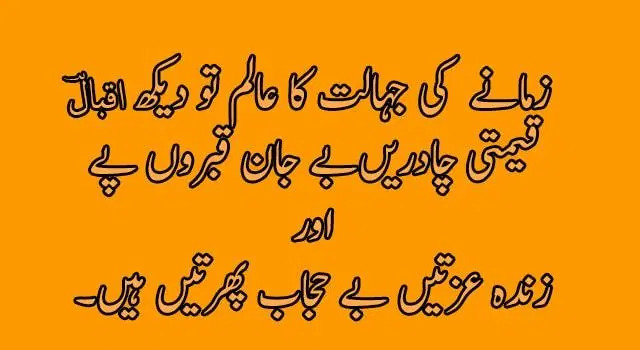 زمانے کی جہالت کا عالم تو دیکھ اقبالؔ
قیمتی چادریں بے جان قبروں پے
اور
زندہ عزتیں بے حجاب پھرتیں ہیں۔